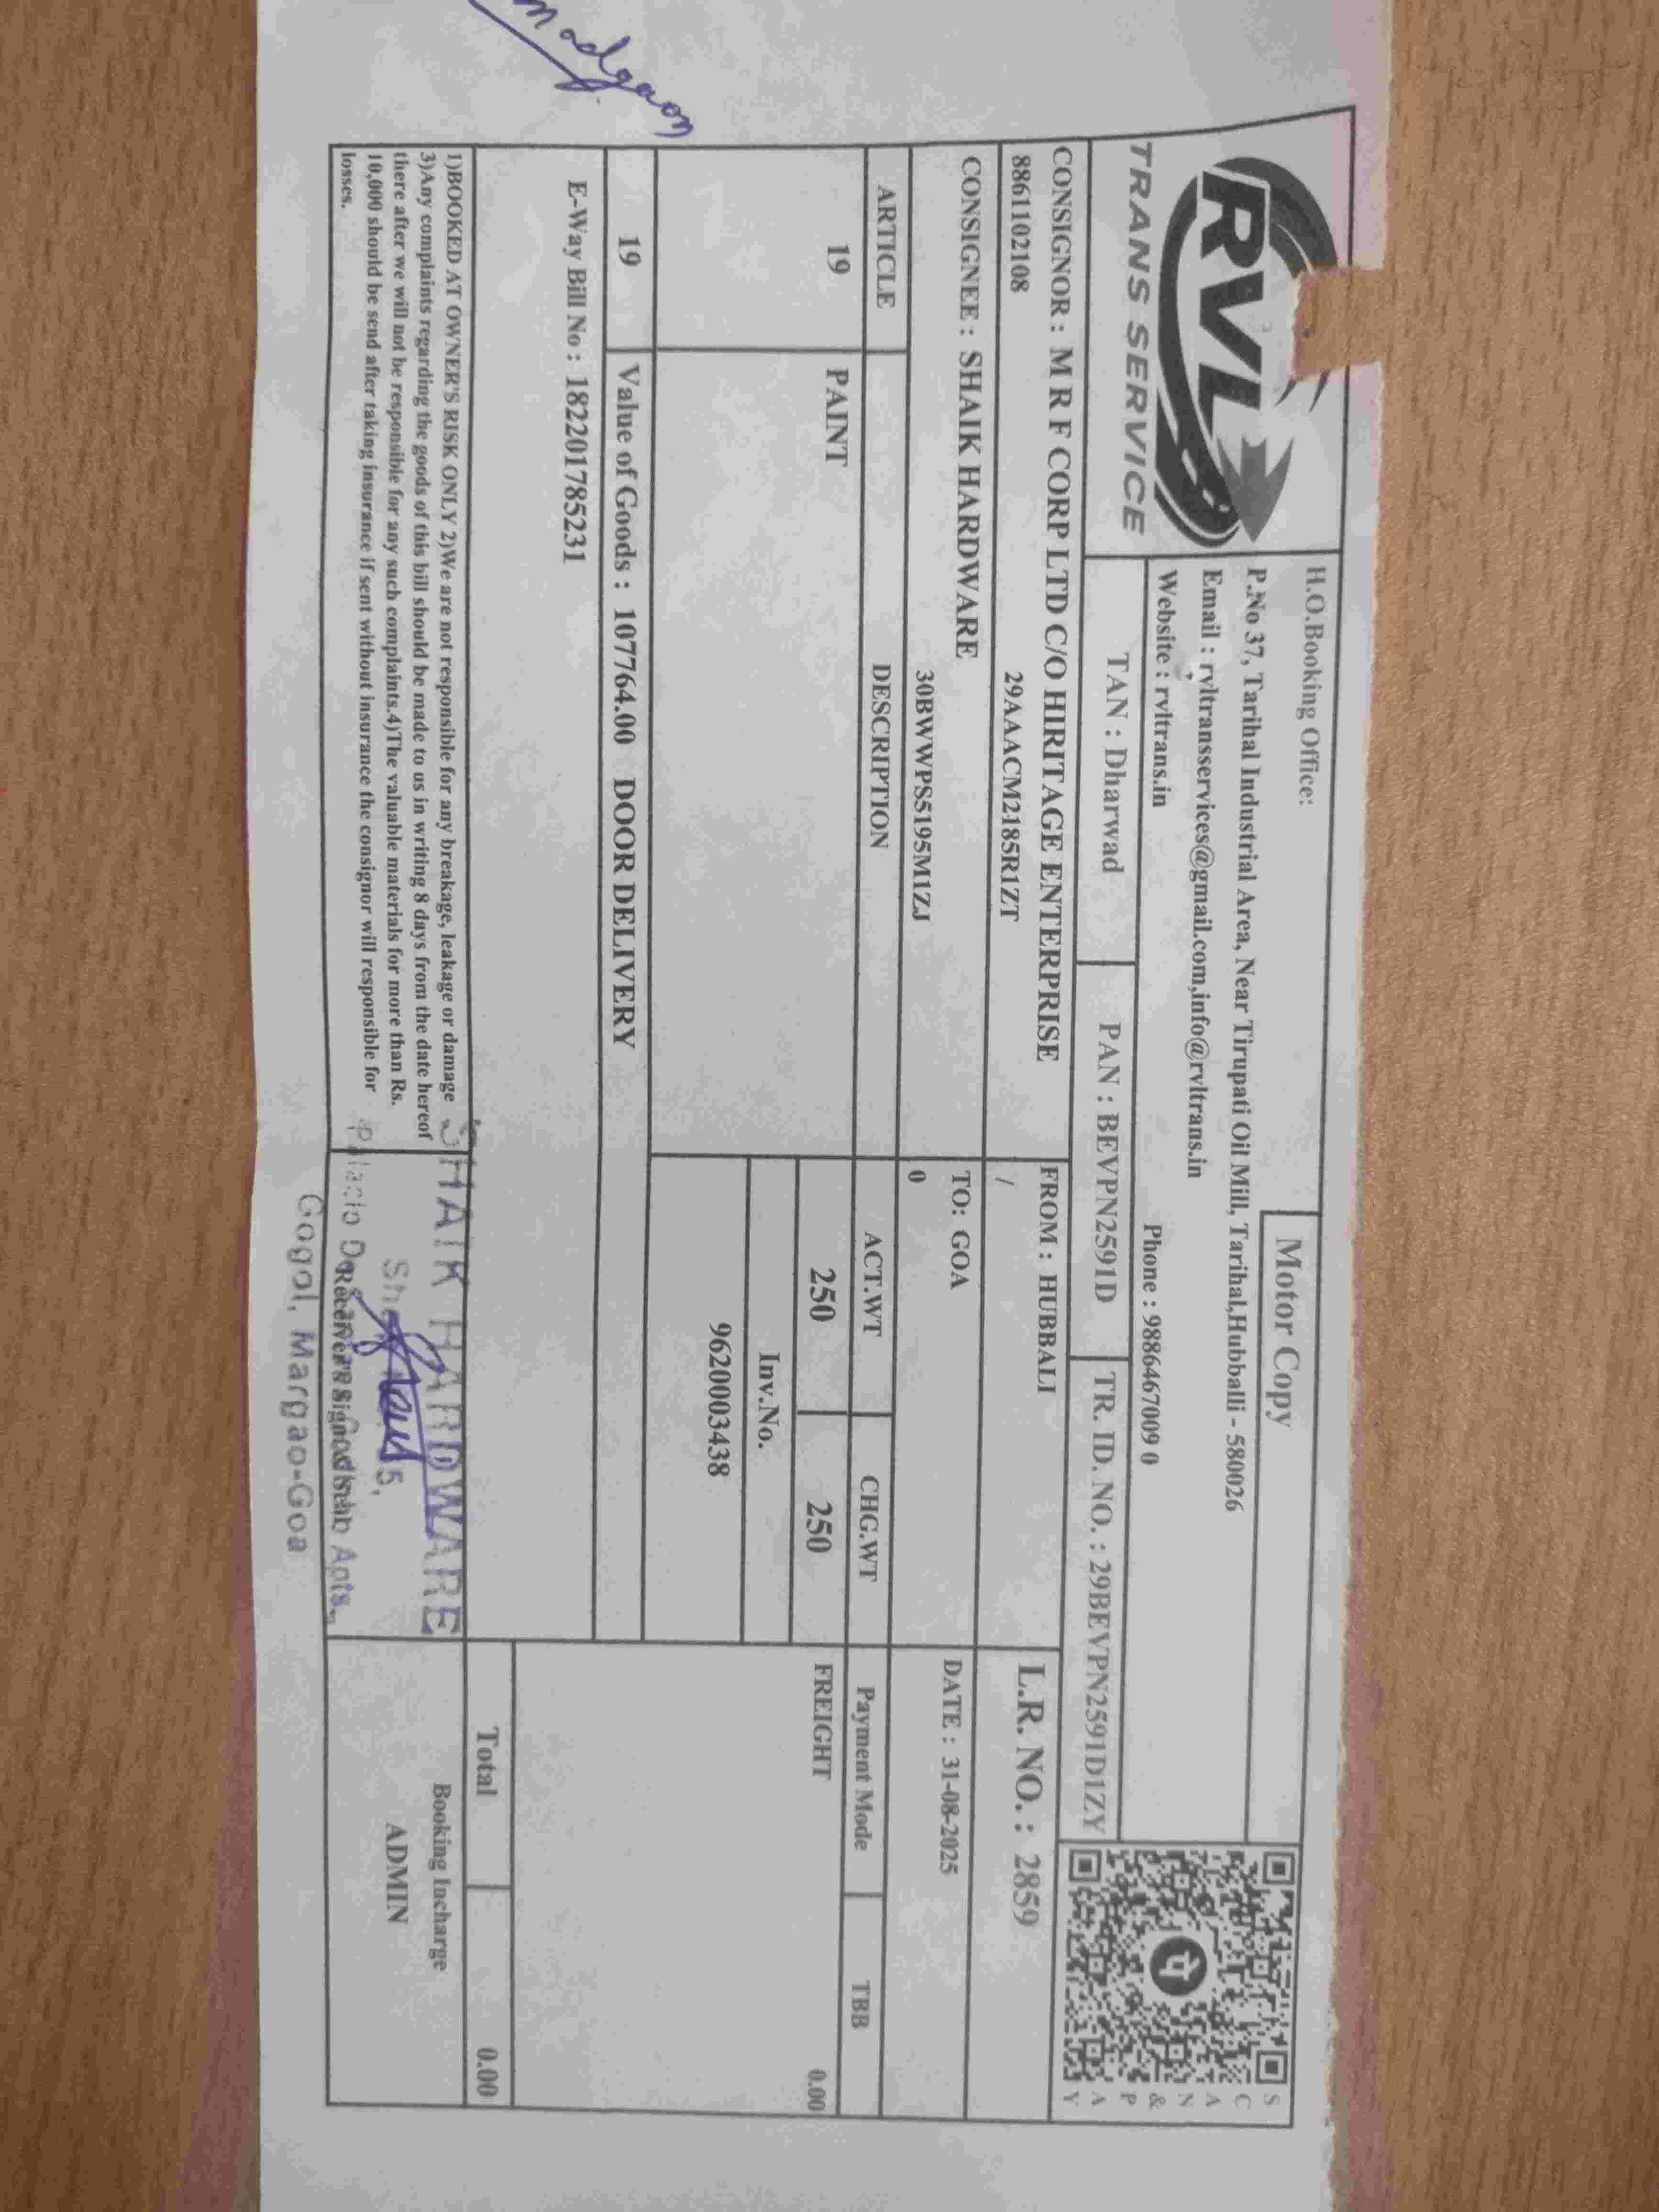 madgaon
RVL
TRANS SERVICE
H.O.Booking Office:
Motor Copy
P.No 37, Tarihal Industrial Area, Near Tirupati Oil Mill, Tarihal,Hubballi - 580026
Email : rvltransservices@gmail.com,info@rvltrans.in
Website : rvltrans.in Phone : 9886467009 0
SCAN & PAY
TAN : Dharwad PAN : BEVPN2591D TR. ID. NO. : 29BEVPN2591D1ZY
CONSIGNOR : M R F CORP LTD C/O HIRITAGE ENTERPRISE FROM : HUBBALI L.R. NO. : 2859
8861102108 29AAACM2185R1ZT /
CONSIGNEE : SHAIK HARDWARE TO: GOA DATE : 31-08-2025
30BWWPS5195M1ZJ 0
ARTICLE DESCRIPTION ACT.WT CHG.WT Payment Mode TBB
19 PAINT 250 250 FREIGHT 0.00
Inv.No.
9620003438
19 Value of Goods : 107764.00 DOOR DELIVERY
E-Way Bill No : 182201785231
Total 0.00
1)BOOKED AT OWNER'S RISK ONLY 2)We are not responsible for any breakage, leakage or damage
3)Any complaints regarding the goods of this bill should be made to us in writing 8 days from the date hereof
there after we will not be responsible for any such complaints.4)The valuable materials for more than Rs.
10,000 should be send after taking insurance if sent without insurance the consignor will responsible for
losses.
SHAIK HARDWARE
5,
Apts.,
Gogol, Margao-Goa
Receiver's Sign
Booking Incharge
ADMIN